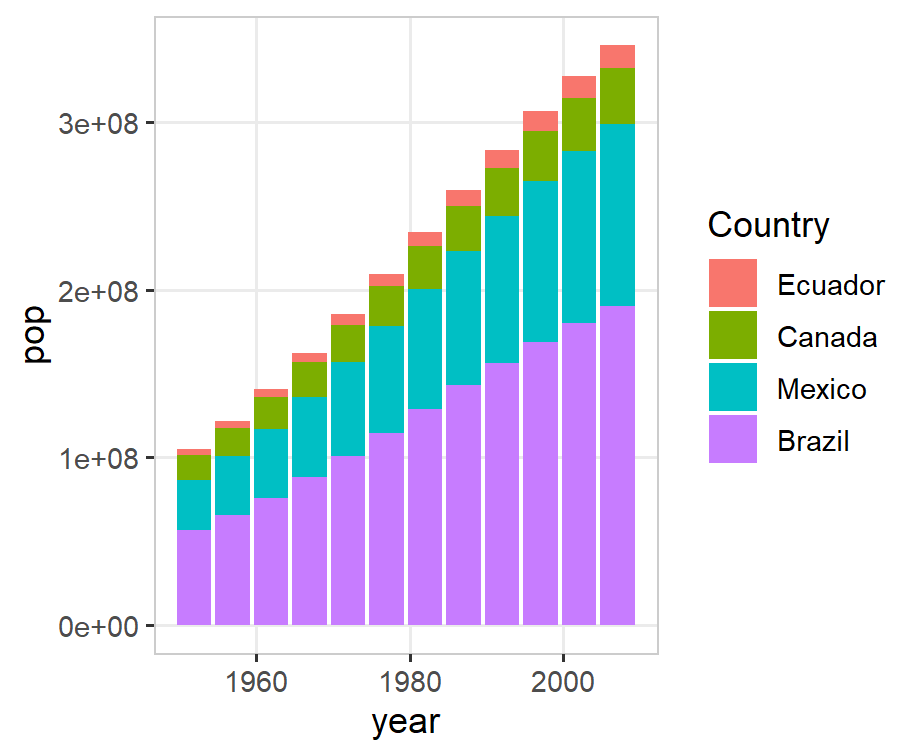 pop
3e+08
2e+08
1e+08
0e+00
1960 1980 2000
year
Country
Ecuador
Canada
Mexico
Brazil